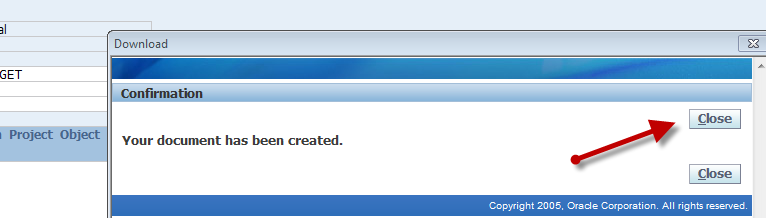 al
Download
GET
Confirmation
Close
Project Object
Your document has been created.
Close
Copyright 2005, Oracle Corporation. All rights reserved.